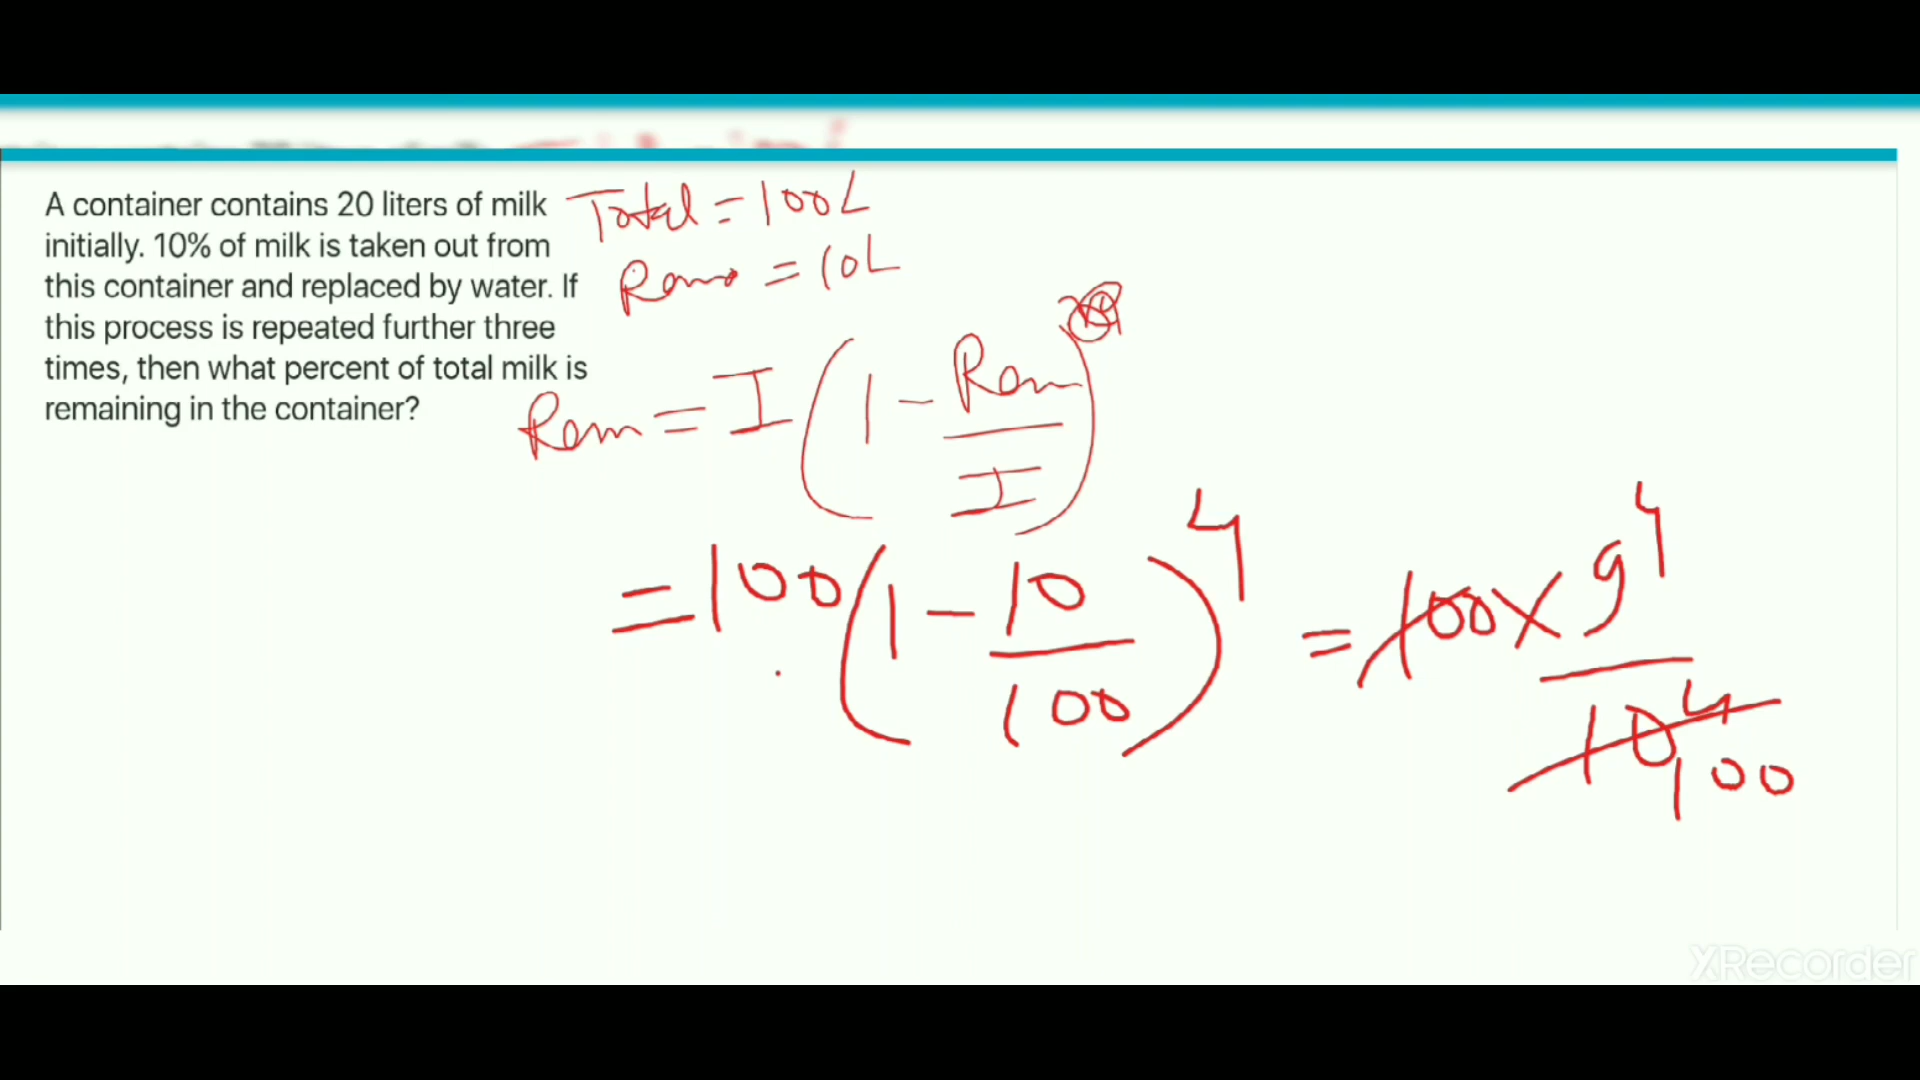 A container contains 20 liters of milk
initially. 10% of milk is taken out from
this container and replaced by water. If
this process is repeated further three
times, then what percent of total milk is
remaining in the container?
Total = 100L
Remo = 10L
Rem = I (1 - Rem / I)
= 100 (1 - 10/100)^4 = 100 x 9^4 / 10^4
100
XRecorder